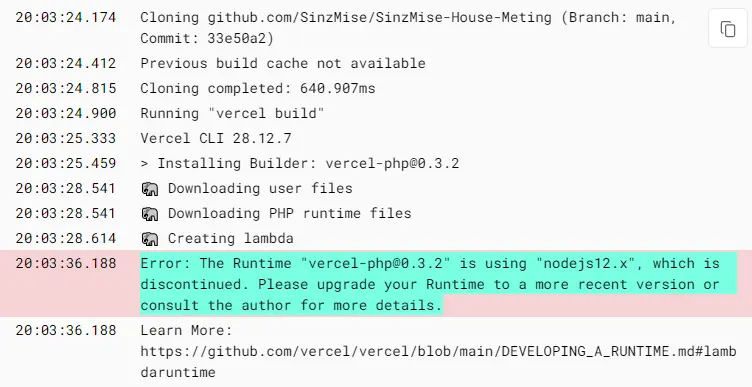 20:03:24.174 Cloning github.com/SinzMise/SinzMise-House-Meting (Branch: main,
Commit: 33e50a2)
20:03:24.412 Previous build cache not available
20:03:24.815 Cloning completed: 640.907ms
20:03:24.900 Running "vercel build"
20:03:25.333 Vercel CLI 28.12.7
20:03:25.459 > Installing Builder: vercel-php@0.3.2
20:03:28.541 🐘 Downloading user files
20:03:28.541 🐘 Downloading PHP runtime files
20:03:28.614 🐘 Creating lambda
20:03:36.188 Error: The Runtime "vercel-php@0.3.2" is using "nodejs12.x", which is
discontinued. Please upgrade your Runtime to a more recent version or
consult the author for more details.
20:03:36.188 Learn More:
https://github.com/vercel/vercel/blob/main/DEVELOPING_A_RUNTIME.md#lamb
daruntime